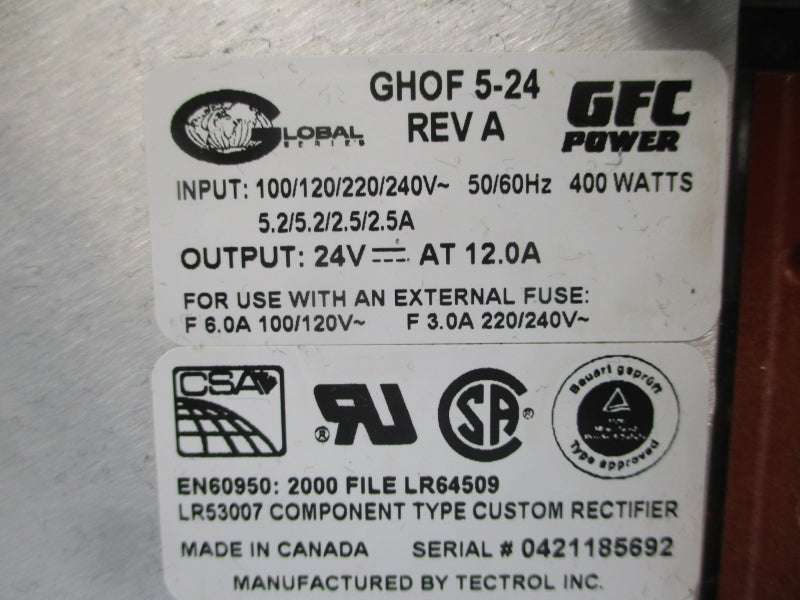 GLOBAL SERIES
GHOF 5-24
REV A
GFC
POWER
INPUT: 100/120/220/240V~ 50/60Hz 400 WATTS
5.2/5.2/2.5/2.5A
OUTPUT: 24V ⎓ AT 12.0A
FOR USE WITH AN EXTERNAL FUSE:
F 6.0A 100/120V~ F 3.0A 220/240V~
CSA
RU ®
SA ®
Bauart geprüft
Type approved
EN60950: 2000 FILE LR64509
LR53007 COMPONENT TYPE CUSTOM RECTIFIER
MADE IN CANADA SERIAL # 0421185692
MANUFACTURED BY TECTROL INC.